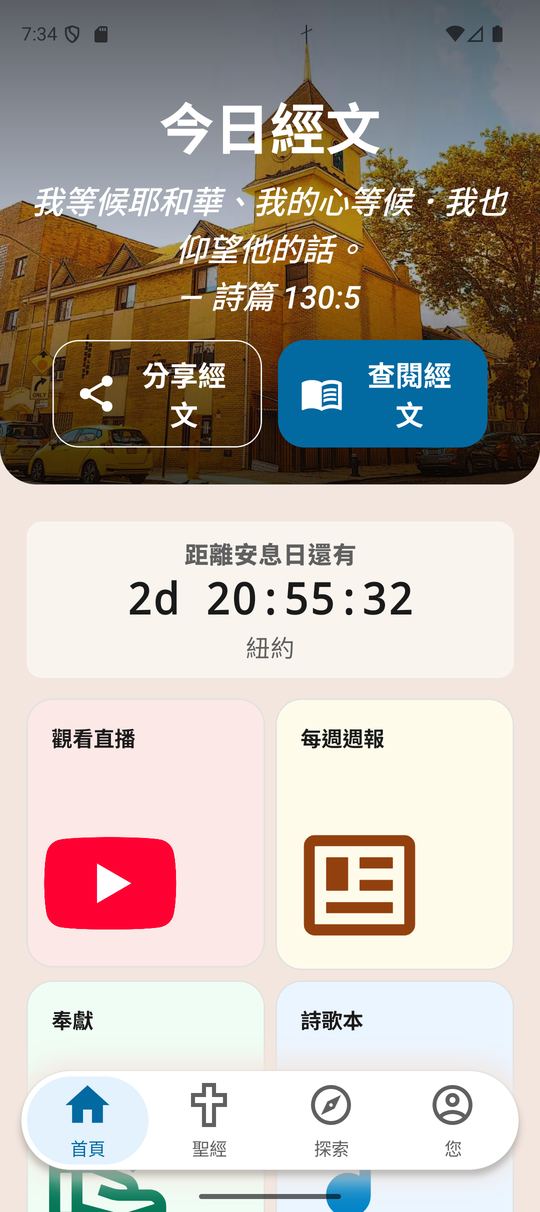 7:34
今日經文
我等候耶和華、我的心等候．我也
仰望他的話。
– 詩篇 130:5
分享經
文
查閱經
文
ONLY
距離安息日還有
2d 20:55:32
紐約
觀看直播
每週週報
奉獻
詩歌本
首頁
聖經
探索
您